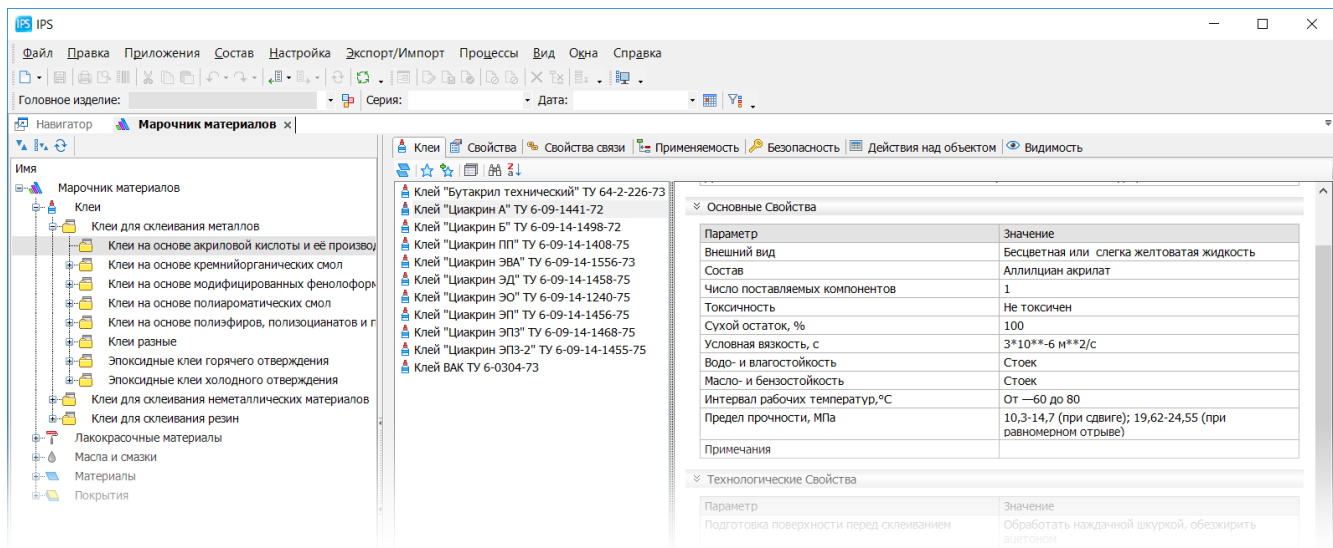 IPS IPS
Файл Правка Приложения Состав Настройка Экспорт/Импорт Процессы Вид Окна Справка
Головное изделие: Серия: Дата:
Навигатор Марочник материалов ×
Клеи Свойства Свойства связи Применяемость Безопасность Действия над объектом Видимость
Имя
Марочник материалов
Клеи
Клеи для склеивания металлов
Клеи на основе акриловой кислоты и её произвол
Клеи на основе кремнийорганических смол
Клеи на основе модифицированных фенолоформ
Клеи на основе полиароматических смол
Клеи на основе полиэфиров, полизоцианатов и г
Клеи разные
Эпоксидные клеи горячего отверждения
Эпоксидные клеи холодного отверждения
Клеи для склеивания неметаллических материалов
Клеи для склеивания резин
Лакокрасочные материалы
Масла и смазки
Материалы
Покрытия
Клей "Бутакрил технический" ТУ 64-2-226-73
Клей "Циакрин А" ТУ 6-09-1441-72
Клей "Циакрин Б" ТУ 6-09-14-1498-72
Клей "Циакрин ПП" ТУ 6-09-14-1408-75
Клей "Циакрин ЭВА" ТУ 6-09-14-1556-73
Клей "Циакрин ЭД" ТУ 6-09-14-1458-75
Клей "Циакрин ЭО" ТУ 6-09-14-1240-75
Клей "Циакрин ЭП" ТУ 6-09-14-1456-75
Клей "Циакрин ЭПЗ" ТУ 6-09-14-1468-75
Клей "Циакрин ЭПЗ-2" ТУ 6-09-14-1455-75
Клей ВАК ТУ 6-0304-73
Основные Свойства
Параметр Значение
Внешний вид Бесцветная или слегка желтоватая жидкость
Состав Аллилциан акрилат
Число поставляемых компонентов 1
Токсичность Не токсичен
Сухой остаток, % 100
Условная вязкость, с 3*10**-6 м**2/с
Водо- и влагостойкость Стоек
Масло- и бензостойкость Стоек
Интервал рабочих температур,°С От —60 до 80
Предел прочности, МПа 10,3-14,7 (при сдвиге); 19,62-24,55 (при
равномерном отрыве)
Примечания
Технологические Свойства
Параметр Значение
Подготовка поверхности перед склеиванием Обработать наждачной шкуркой, обезжирить
ацетоном